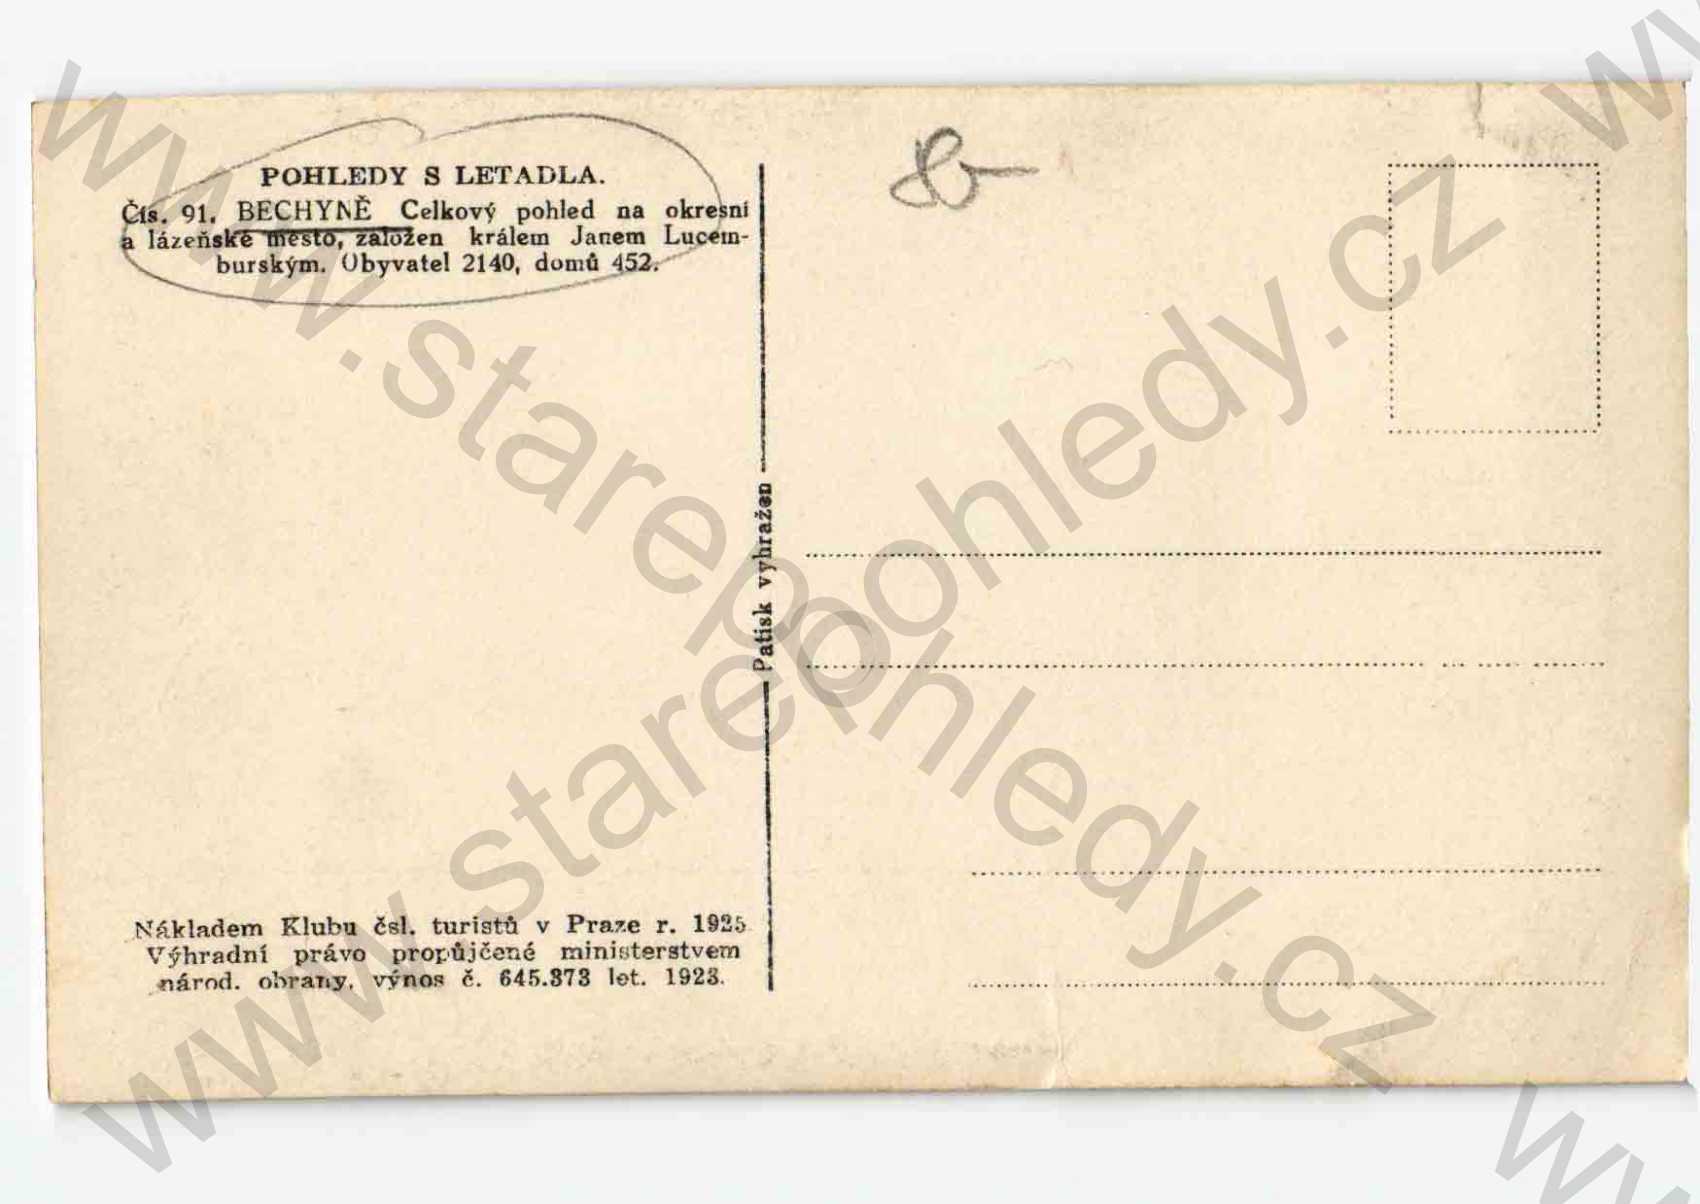 POHLEDY S LETADLA.
Čís. 91. BECHYNĚ Celkový pohled na okresní
a lázeňské město, založen králem Janem Lucem-
burským. Obyvatel 2140, domů 452.
80-
Patisk vyhražen
Nákladem Klubu čsl. turistů v Praze r. 1925
Výhradní právo propůjčené ministerstvem
národ. obrany, výnos č. 645.373 let. 1923.
www.starepohledy.cz
www.starepohledy.cz